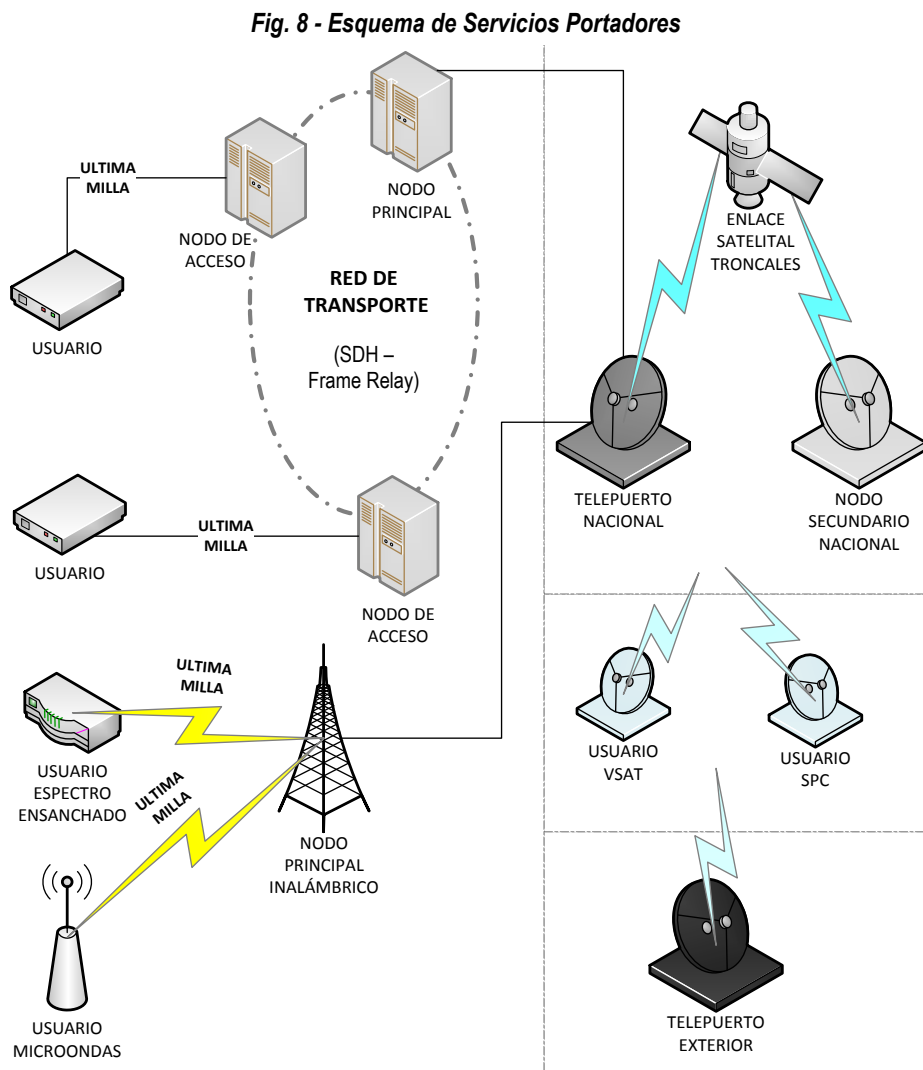 Fig. 8 - Esquema de Servicios Portadores
ULTIMA
MILLA
NODO DE
ACCESO
NODO
PRINCIPAL
USUARIO
RED DE
TRANSPORTE
(SDH –
Frame Relay)
ENLACE
SATELITAL
TRONCALES
TELEPUERTO
NACIONAL
NODO
SECUNDARIO
NACIONAL
USUARIO
ULTIMA
MILLA
NODO DE
ACCESO
ULTIMA
MILLA
USUARIO
ESPECTRO
ENSANCHADO
ULTIMA
MILLA
NODO
PRINCIPAL
INALÁMBRICO
USUARIO
MICROONDAS
USUARIO
VSAT
USUARIO
SPC
TELEPUERTO
EXTERIOR